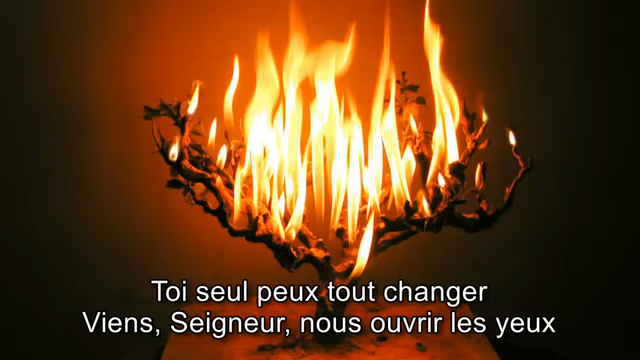 Toi seul peux tout changer
Viens, Seigneur, nous ouvrir les yeux